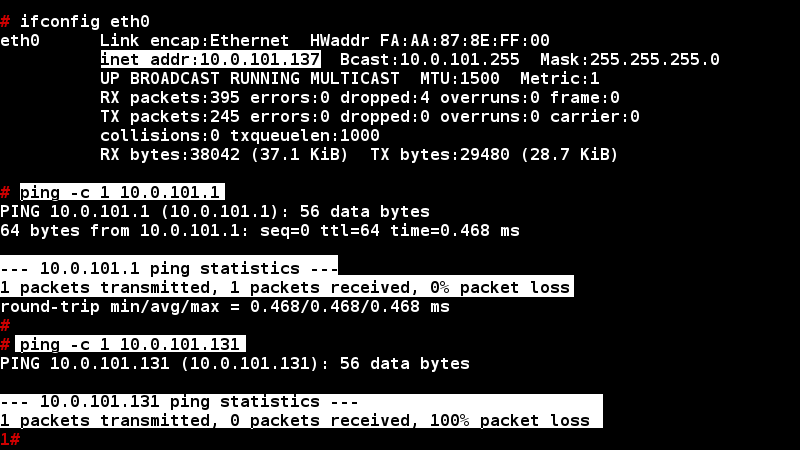 # ifconfig eth0
eth0      Link encap:Ethernet  HWaddr FA:AA:87:8E:FF:00
          inet addr:10.0.101.137  Bcast:10.0.101.255  Mask:255.255.255.0
          UP BROADCAST RUNNING MULTICAST  MTU:1500  Metric:1
          RX packets:395 errors:0 dropped:4 overruns:0 frame:0
          TX packets:245 errors:0 dropped:0 overruns:0 carrier:0
          collisions:0 txqueuelen:1000
          RX bytes:38042 (37.1 KiB)  TX bytes:29480 (28.7 KiB)
# ping -c 1 10.0.101.1
PING 10.0.101.1 (10.0.101.1): 56 data bytes
64 bytes from 10.0.101.1: seq=0 ttl=64 time=0.468 ms
--- 10.0.101.1 ping statistics ---
1 packets transmitted, 1 packets received, 0% packet loss
round-trip min/avg/max = 0.468/0.468/0.468 ms
#
# ping -c 1 10.0.101.131
PING 10.0.101.131 (10.0.101.131): 56 data bytes
--- 10.0.101.131 ping statistics ---
1 packets transmitted, 0 packets received, 100% packet loss
1#